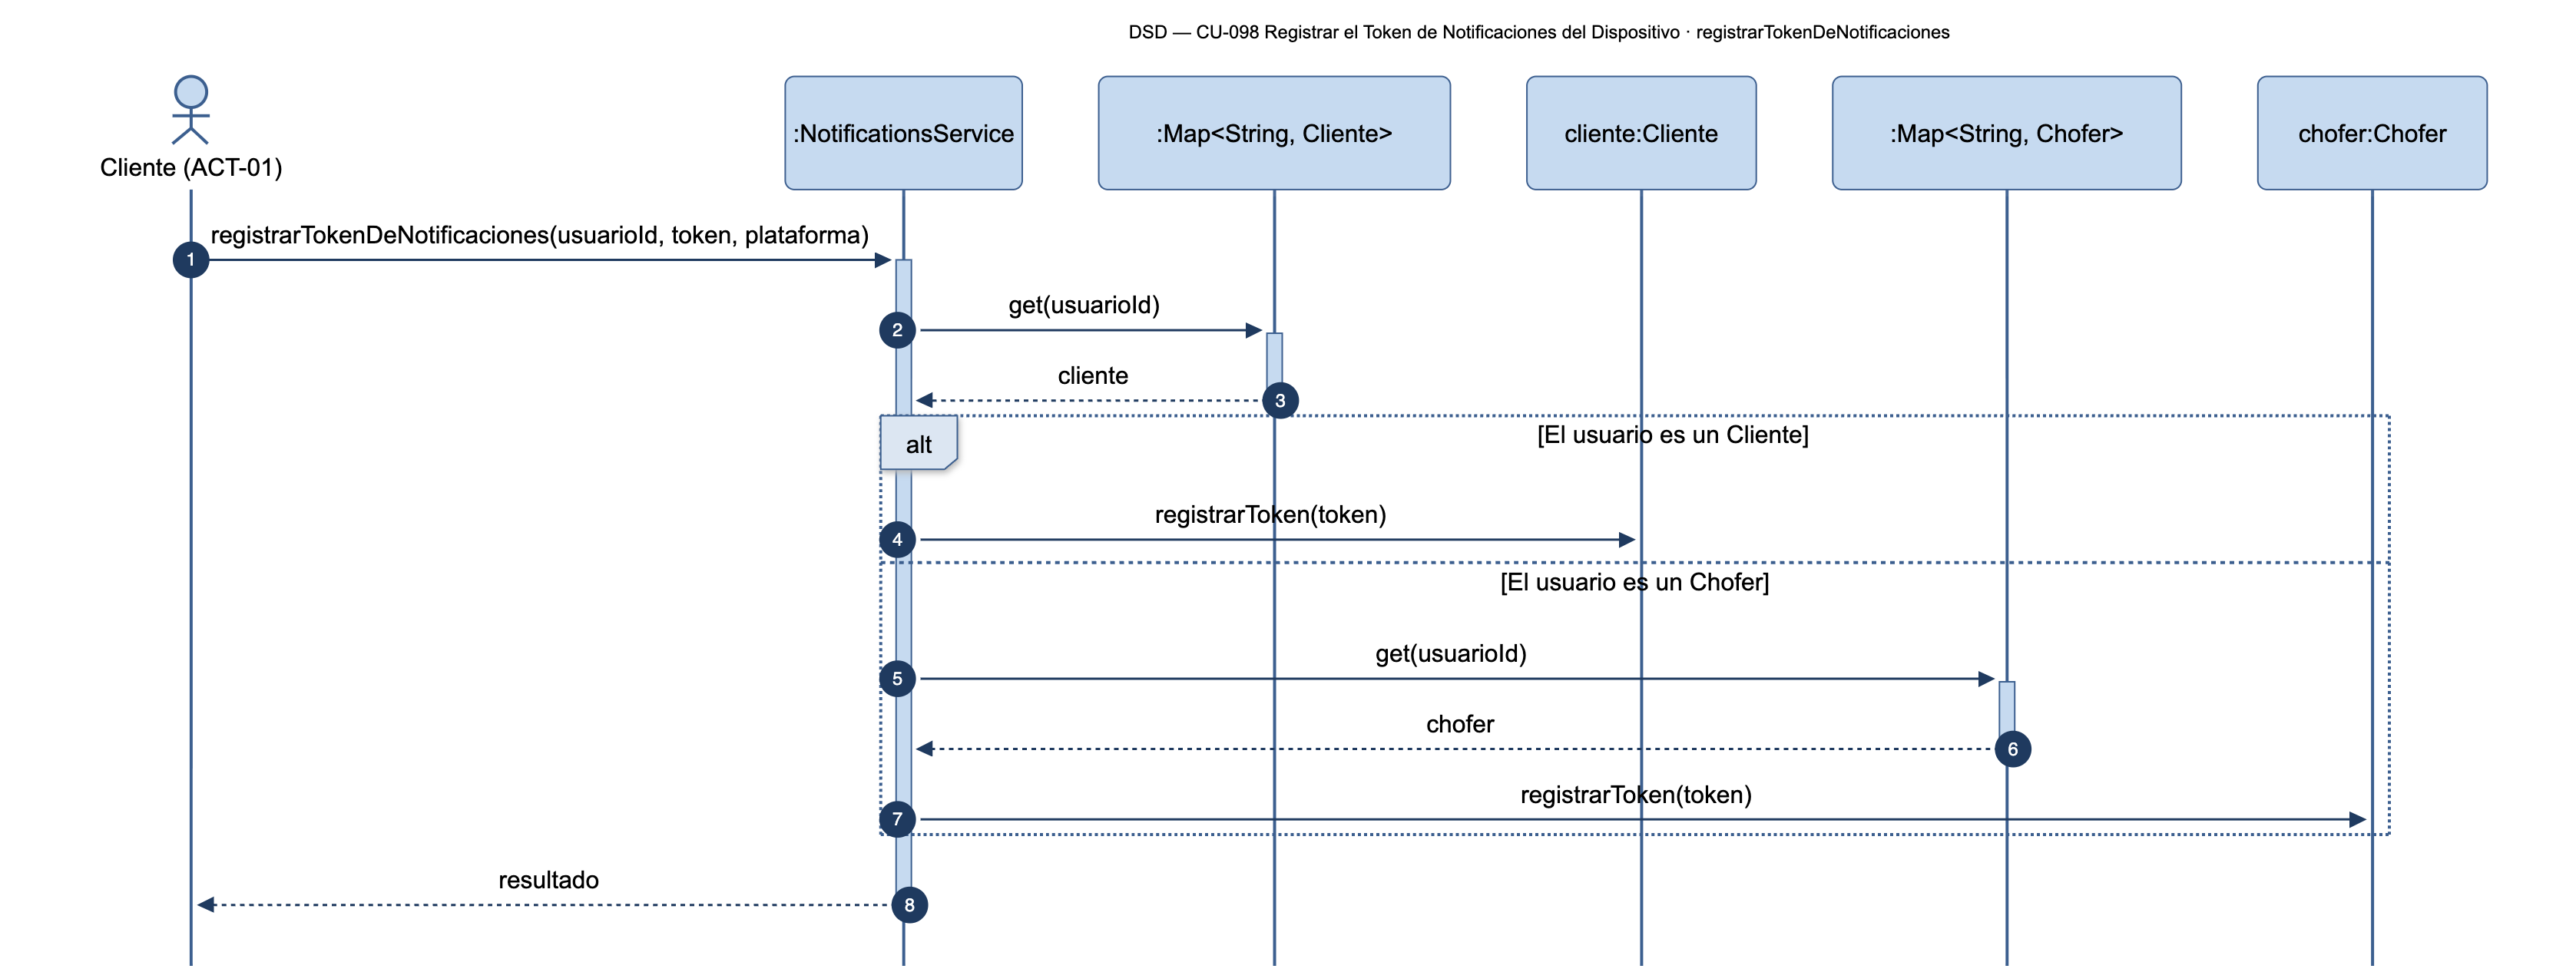 DSD — CU-098 Registrar el Token de Notificaciones del Dispositivo · registrarTokenDeNotificaciones
Cliente (ACT-01)
:NotificationsService
:Map<String, Cliente>
cliente:Cliente
:Map<String, Chofer>
chofer:Chofer
registrarTokenDeNotificaciones(usuarioId, token, plataforma)
1
get(usuarioId)
2
cliente
3
alt
[El usuario es un Cliente]
registrarToken(token)
4
[El usuario es un Chofer]
get(usuarioId)
5
chofer
6
registrarToken(token)
7
resultado
8